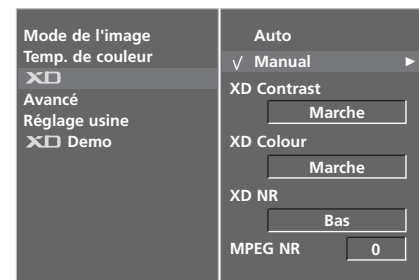 Mode de l'image
Temp. de couleur
XD
Avancé
Réglage usine
XD Demo
Auto
√ Manual ►
XD Contrast
Marche
XD Colour
Marche
XD NR
Bas
MPEG NR 0